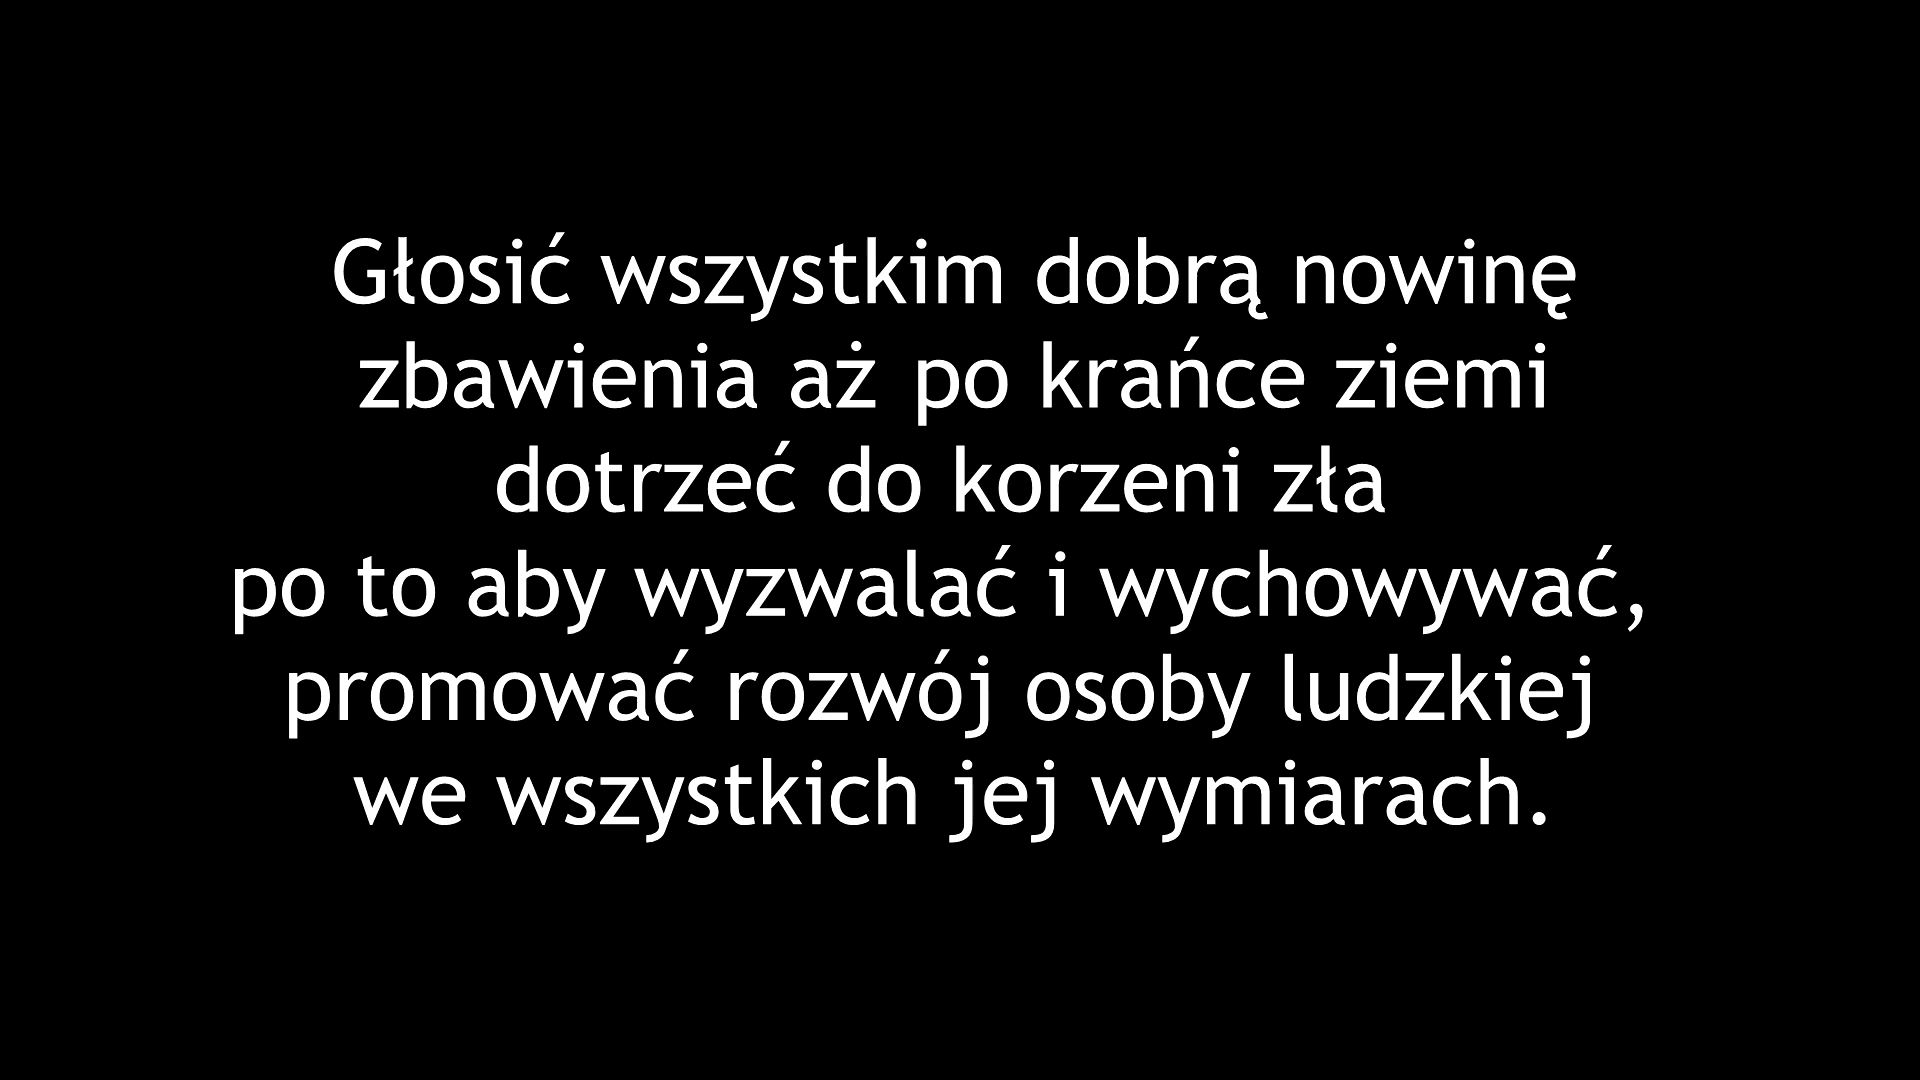 Głosić wszystkim dobrą nowinę
zbawienia aż po krańce ziemi
dotrzeć do korzeni zła
po to aby wyzwalać i wychowywać,
promować rozwój osoby ludzkiej
we wszystkich jej wymiarach.